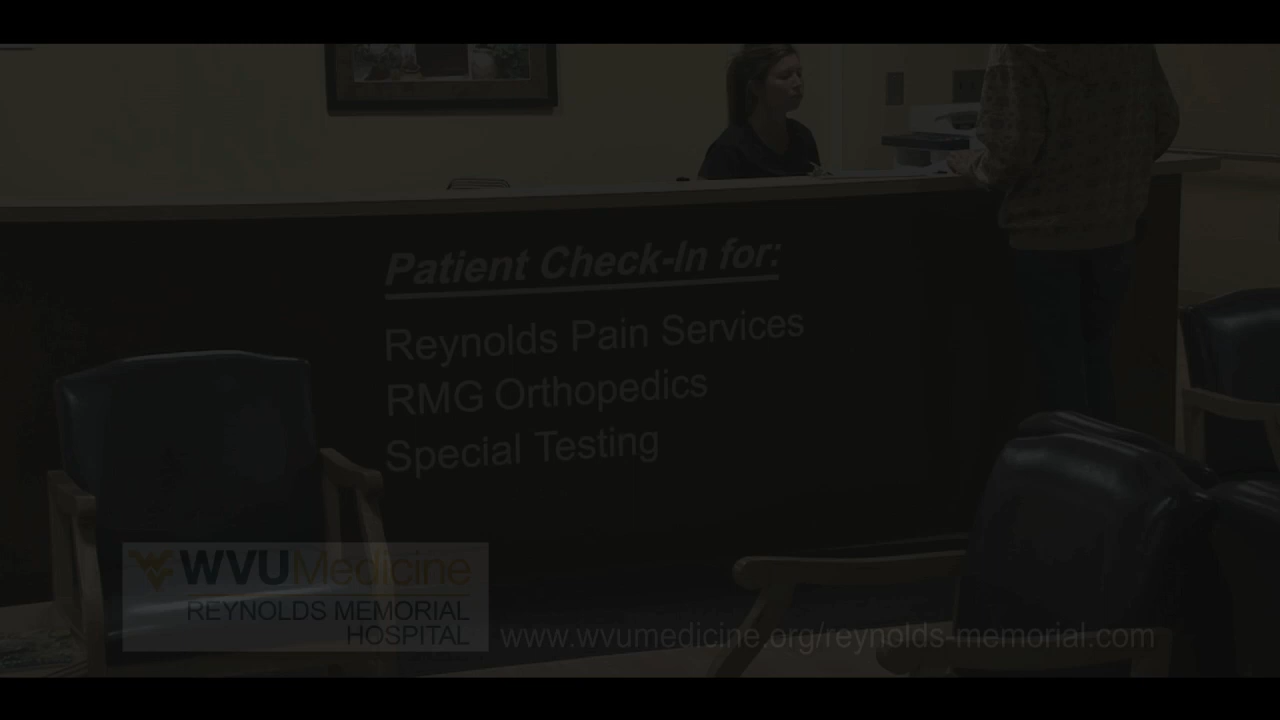 Patient Check-In for:
Reynolds Pain Services
RMG Orthopedics
Special Testing
WVUMedicine
REYNOLDS MEMORIAL
HOSPITAL
www.wvumedicine.org/reynolds-memorial.com